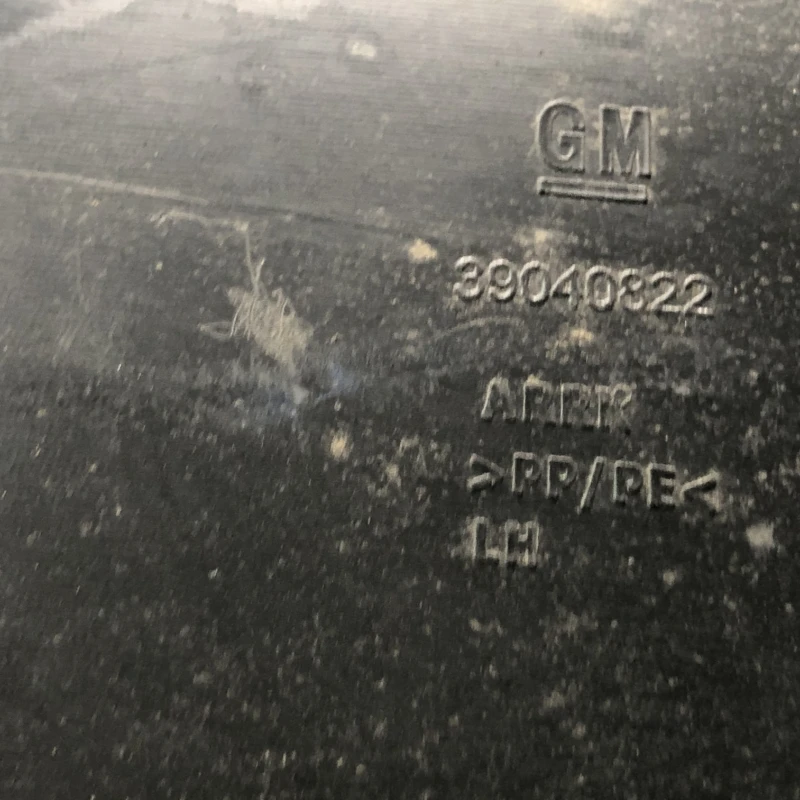 GM
39040822
>PP/PE<
LH